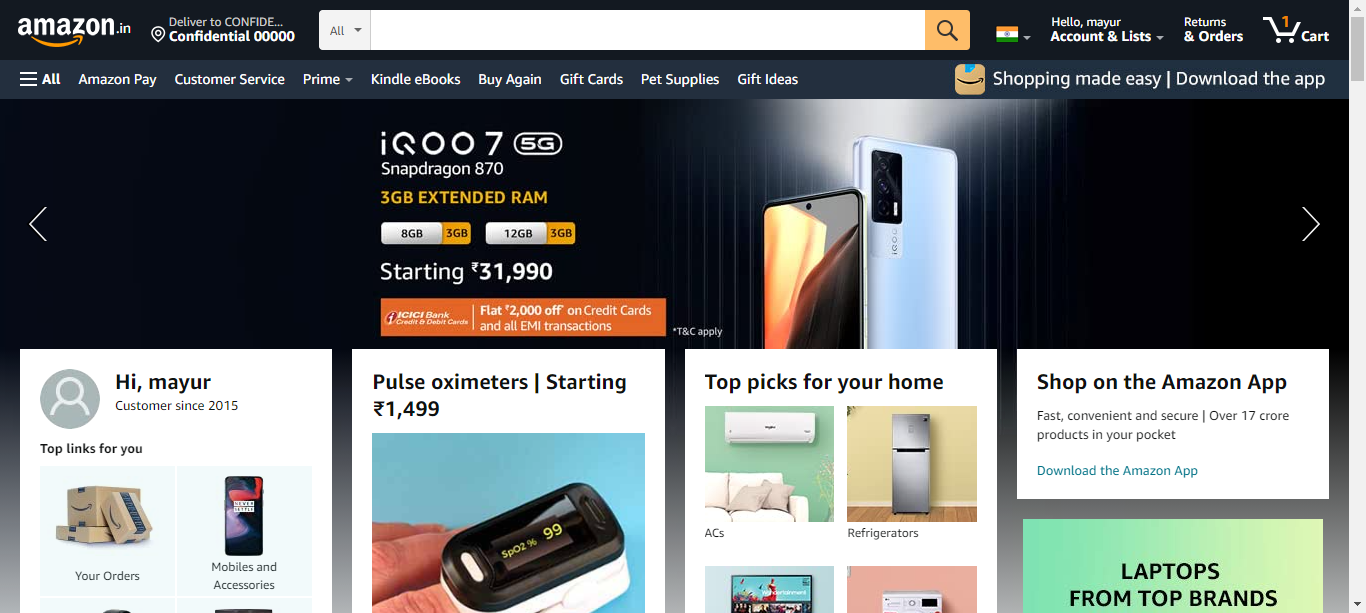 amazon.in
Deliver to CONFIDE...
Confidential 00000
All
Hello, mayur
Account & Lists
Returns
& Orders
1
Cart
All
Amazon Pay
Customer Service
Prime
Kindle eBooks
Buy Again
Gift Cards
Pet Supplies
Gift Ideas
Shopping made easy | Download the app
iQOO 7 5G
Snapdragon 870
3GB EXTENDED RAM
8GB 3GB 12GB 3GB
Starting ₹31,990
ICICI Bank
Credit & Debit Cards
Flat ₹2,000 off* on Credit Cards
and all EMI transactions
*T&C apply
iQOO
Hi, mayur
Customer since 2015
Top links for you
NEVER
SETTLE
Your Orders
Mobiles and
Accessories
Pulse oximeters | Starting
₹1,499
SpO2 % 99
Top picks for your home
Whirlpool
ACs
Refrigerators
Shop on the Amazon App
Fast, convenient and secure | Over 17 crore
products in your pocket
Download the Amazon App
LAPTOPS
FROM TOP BRANDS